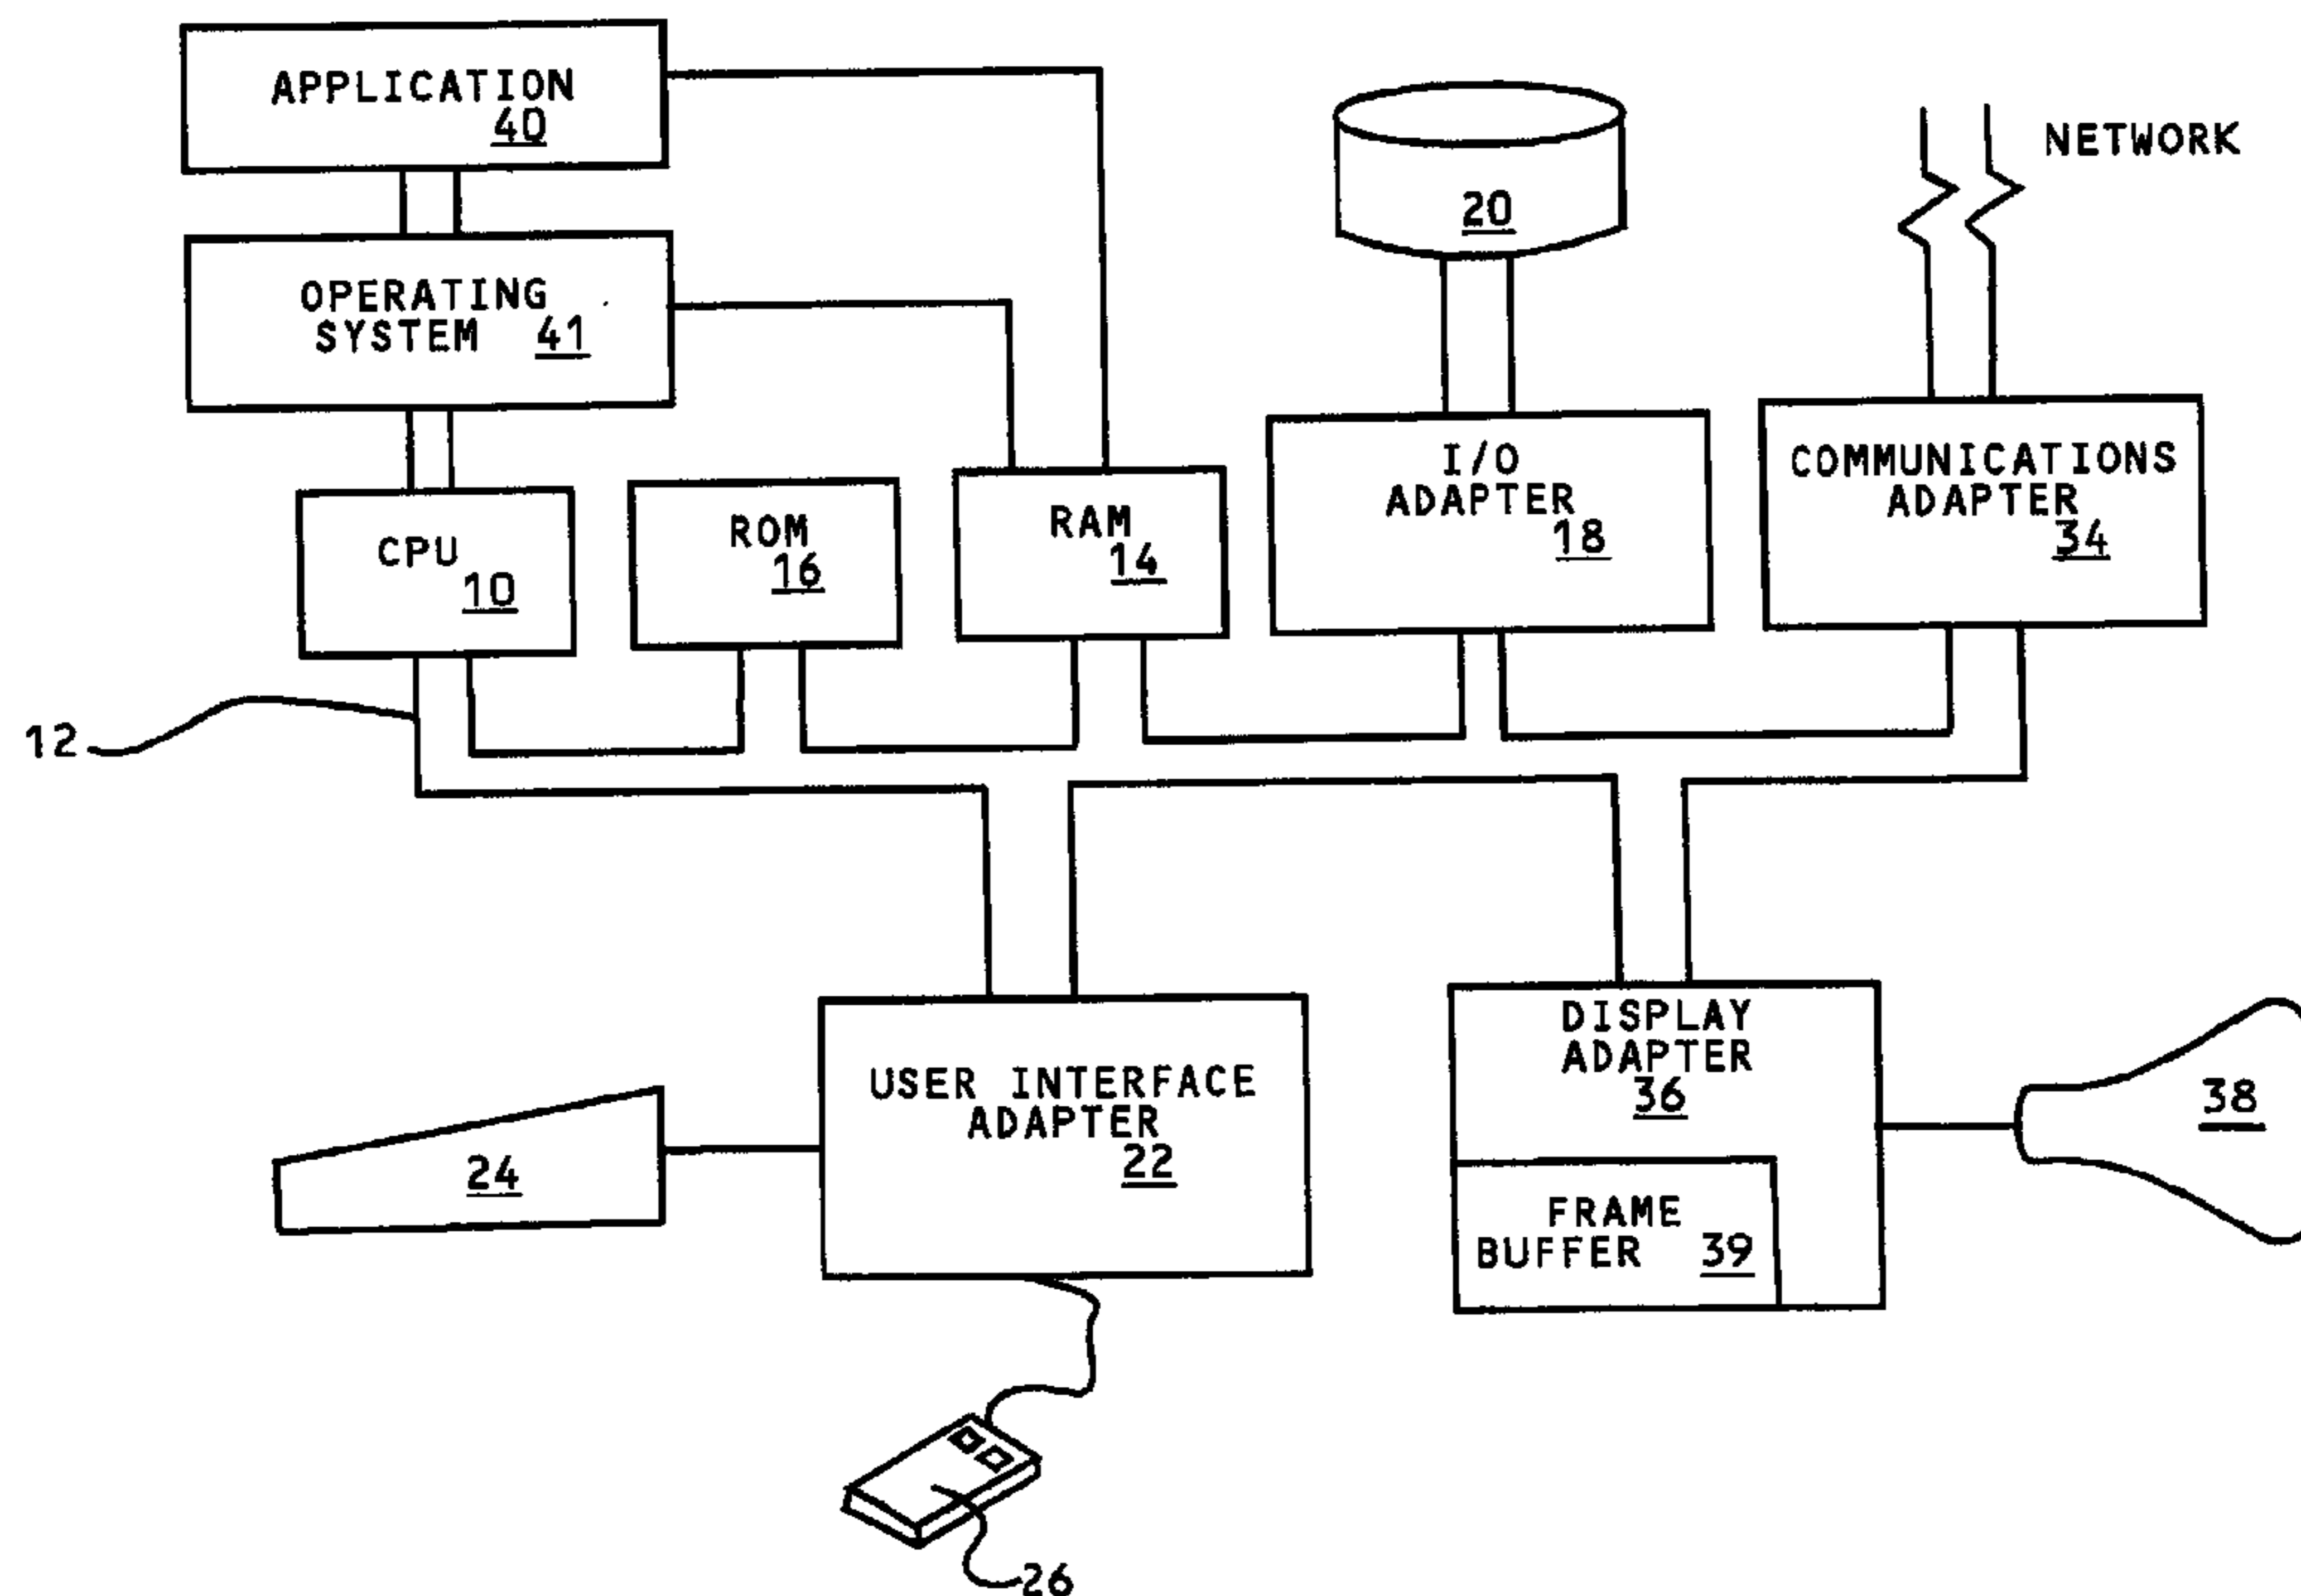 APPLICATION
40
NETWORK
20
OPERATING
SYSTEM 41
CPU
10
ROM
16
RAM
14
I/O
ADAPTER
18
COMMUNICATIONS
ADAPTER
34
12
USER INTERFACE
ADAPTER
22
DISPLAY
ADAPTER
36
38
24
FRAME
BUFFER 39
26